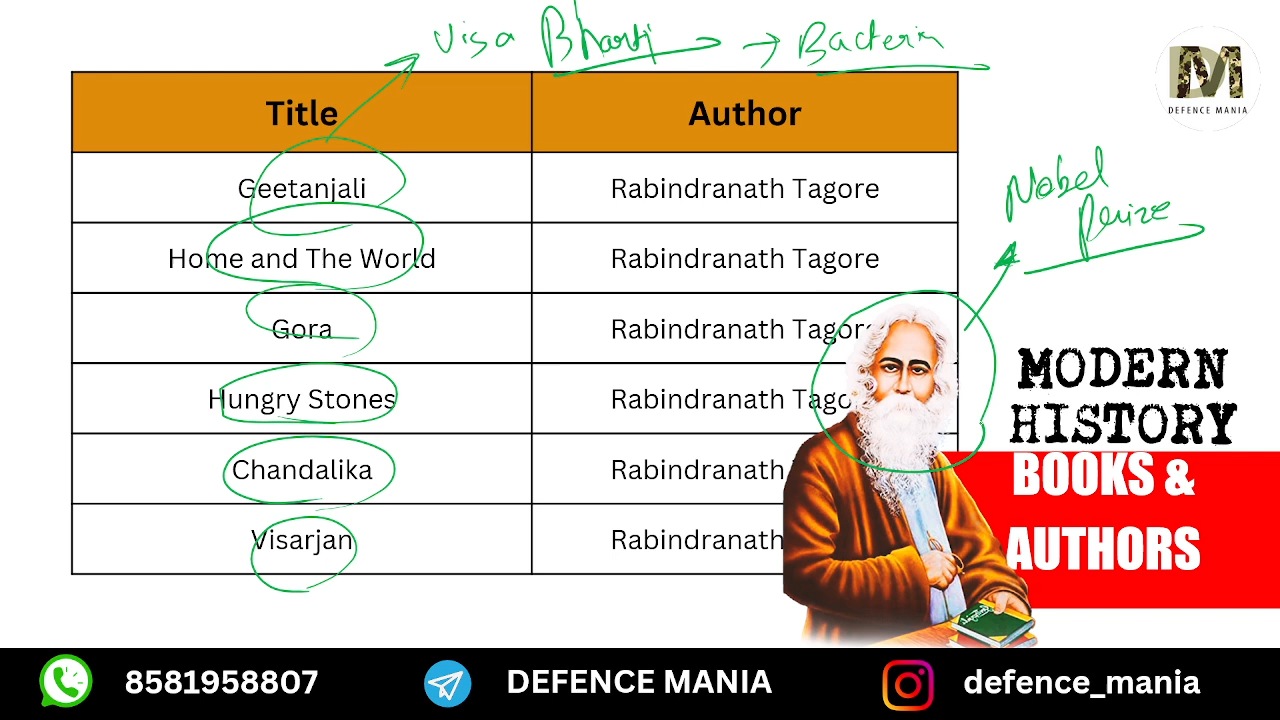 Visa Bharti → Bacteria
DM
DEFENCE MANIA
Title Author
Geetanjali Rabindranath Tagore
Home and The World Rabindranath Tagore
Gora Rabindranath Tagore
Hungry Stones Rabindranath Tago
Chandalika Rabindranath
Visarjan Rabindranath
Nobel
Prize
MODERN
HISTORY
BOOKS &
AUTHORS
8581958807 DEFENCE MANIA defence_mania